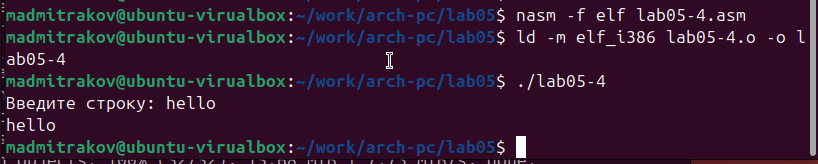 madmitrakov@ubuntu-virualbox:~/work/arch-pc/lab05$ nasm -f elf lab05-4.asm
madmitrakov@ubuntu-virualbox:~/work/arch-pc/lab05$ ld -m elf_i386 lab05-4.o -o l
ab05-4
madmitrakov@ubuntu-virualbox:~/work/arch-pc/lab05$ ./lab05-4
Введите строку: hello
hello
madmitrakov@ubuntu-virualbox:~/work/arch-pc/lab05$